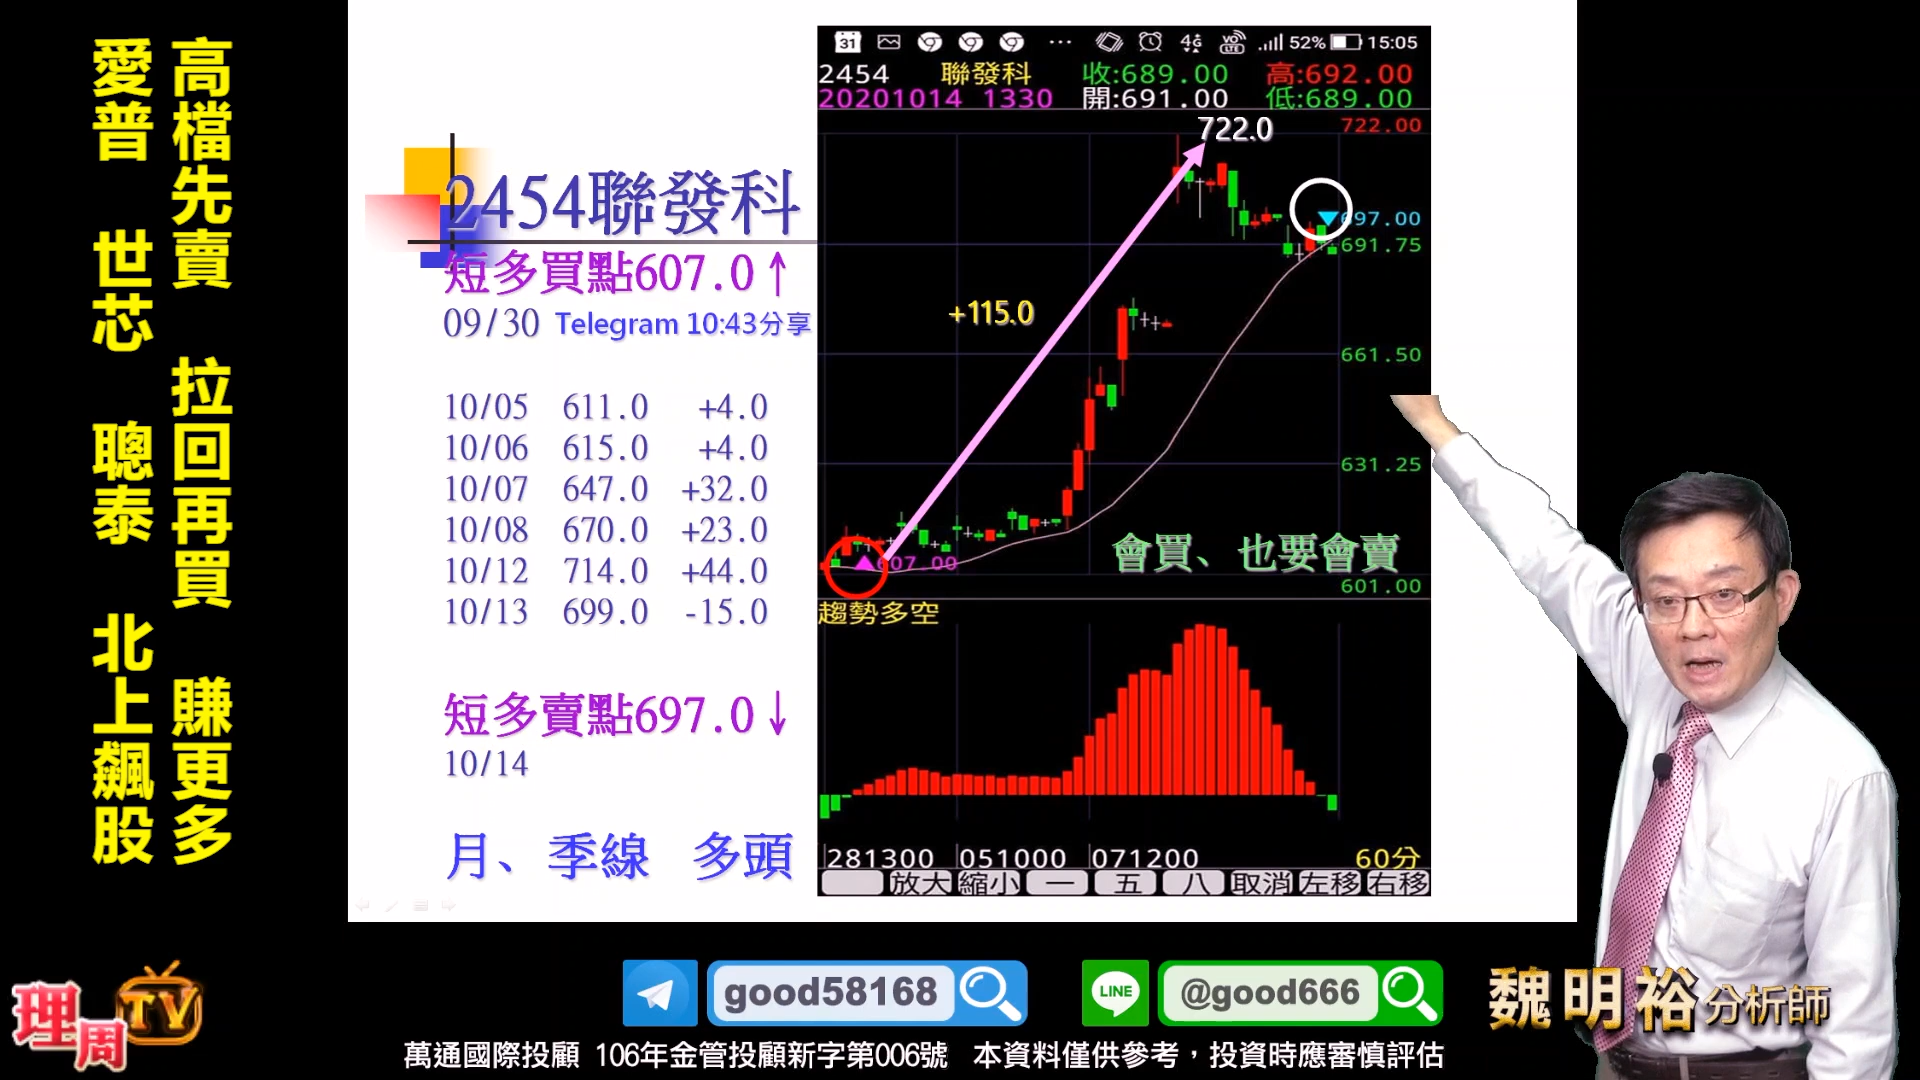 高檔先賣 拉回再買 賺更多
愛普 世芯 聰泰 北上飆股
2454聯發科
短多買點607.0↑
09/30 Telegram 10:43分享
10/05 611.0 +4.0
10/06 615.0 +4.0
10/07 647.0 +32.0
10/08 670.0 +23.0
10/12 714.0 +44.0
10/13 699.0 -15.0
短多賣點697.0↓
10/14
月、季線 多頭
31 4G VoLTE 52% 15:05
2454 聯發科 收:689.00 高:692.00
20201014 1330 開:691.00 低:689.00
722.0 722.00
697.00
691.75
+115.0
661.50
631.25
會買、也要會賣
607.00
601.00
趨勢多空
281300 051000 071200 60分
放大 縮小 一 五 八 取消 左移 右移
理周TV
good58168
LINE @good666
魏明裕分析師
萬通國際投顧 106年金管投顧新字第006號 本資料僅供參考，投資時應審慎評估